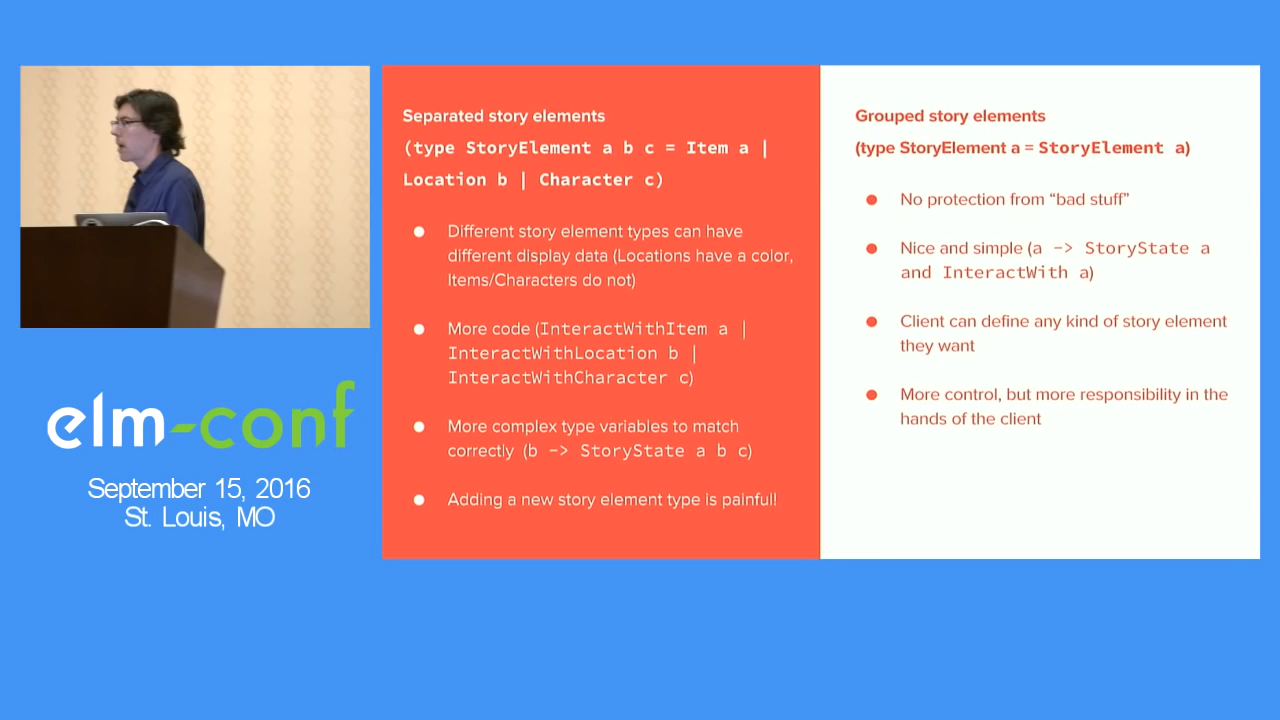 Separated story elements
(type StoryElement a b c = Item a |
Location b | Character c)
● Different story element types can have
different display data (Locations have a color,
Items/Characters do not)
● More code (InteractWithItem a |
InteractWithLocation b |
InteractWithCharacter c)
● More complex type variables to match
correctly (b -> StoryState a b c)
● Adding a new story element type is painful!
Grouped story elements
(type StoryElement a = StoryElement a)
● No protection from “bad stuff”
● Nice and simple (a -> StoryState a
and InteractWith a)
● Client can define any kind of story element
they want
● More control, but more responsibility in the
hands of the client
elm-conf
September 15, 2016
St. Louis, MO